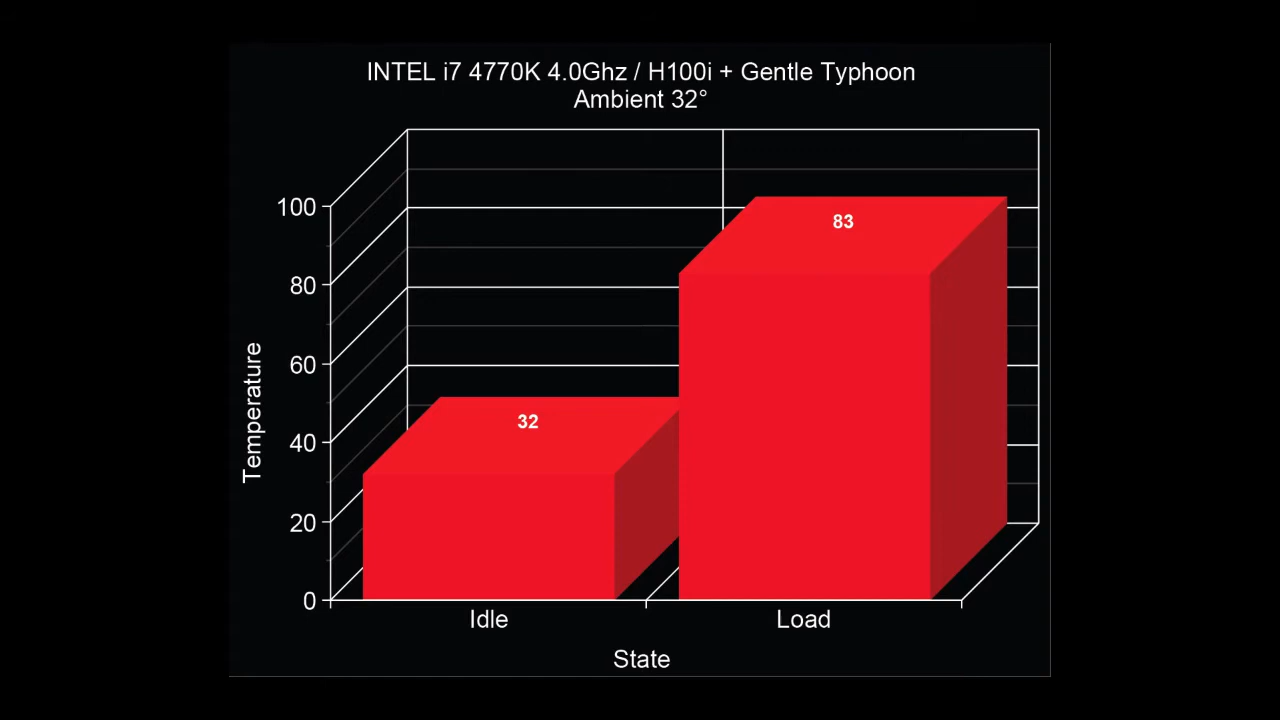 INTEL i7 4770K 4.0Ghz / H100i + Gentle Typhoon
Ambient 32°
100
80
60
40
20
0
Temperature
83
32
Idle
Load
State